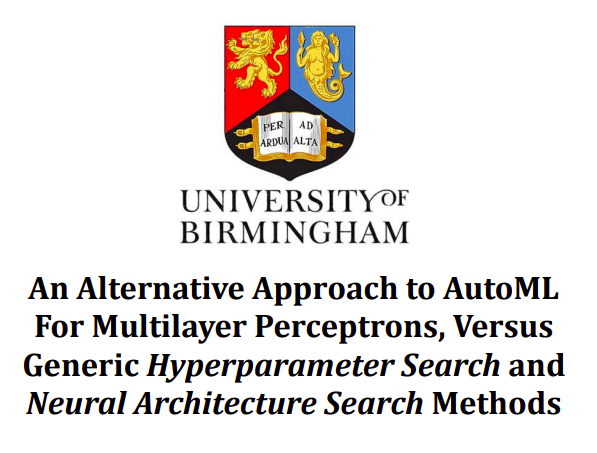 PER AD
ARDUA ALTA
UNIVERSITY OF
BIRMINGHAM
An Alternative Approach to AutoML
For Multilayer Perceptrons, Versus
Generic Hyperparameter Search and
Neural Architecture Search Methods